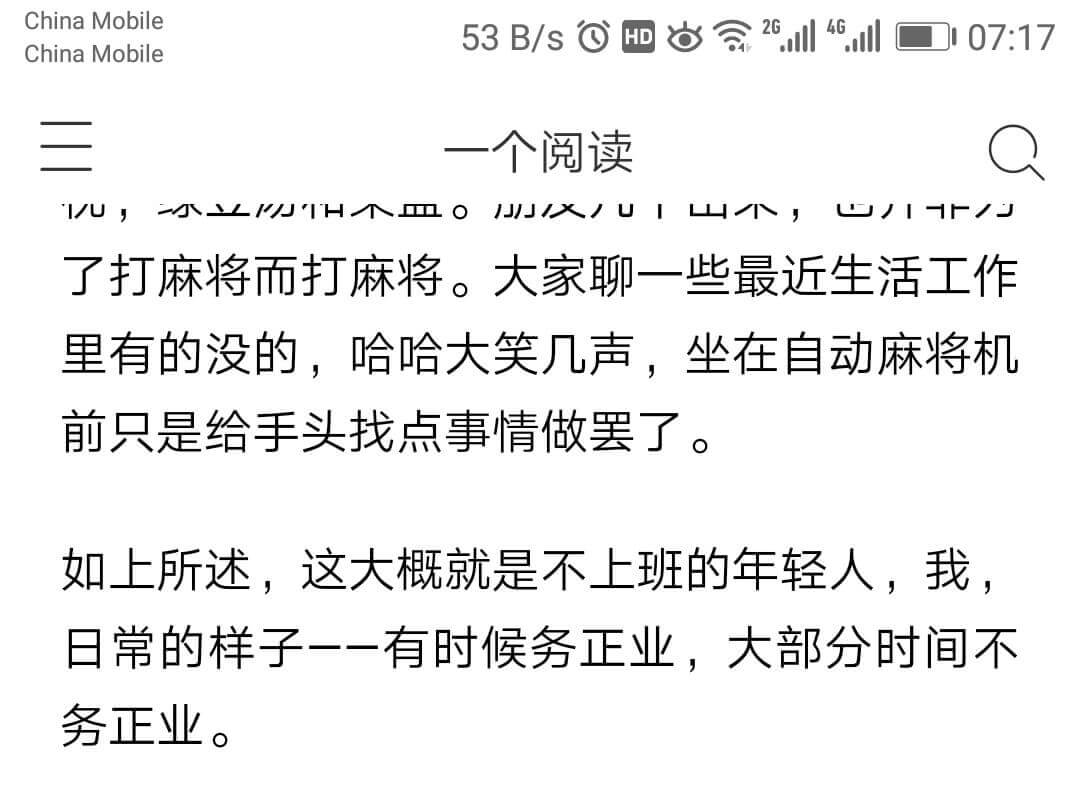 China Mobile
China Mobile
53 B/s HD 2G 4G 07:17
一个阅读
了打麻将而打麻将。大家聊一些最近生活工作
里有的没的，哈哈大笑几声，坐在自动麻将机
前只是给手头找点事情做罢了。
如上所述，这大概就是不上班的年轻人，我，
日常的样子——有时候务正业，大部分时间不
务正业。